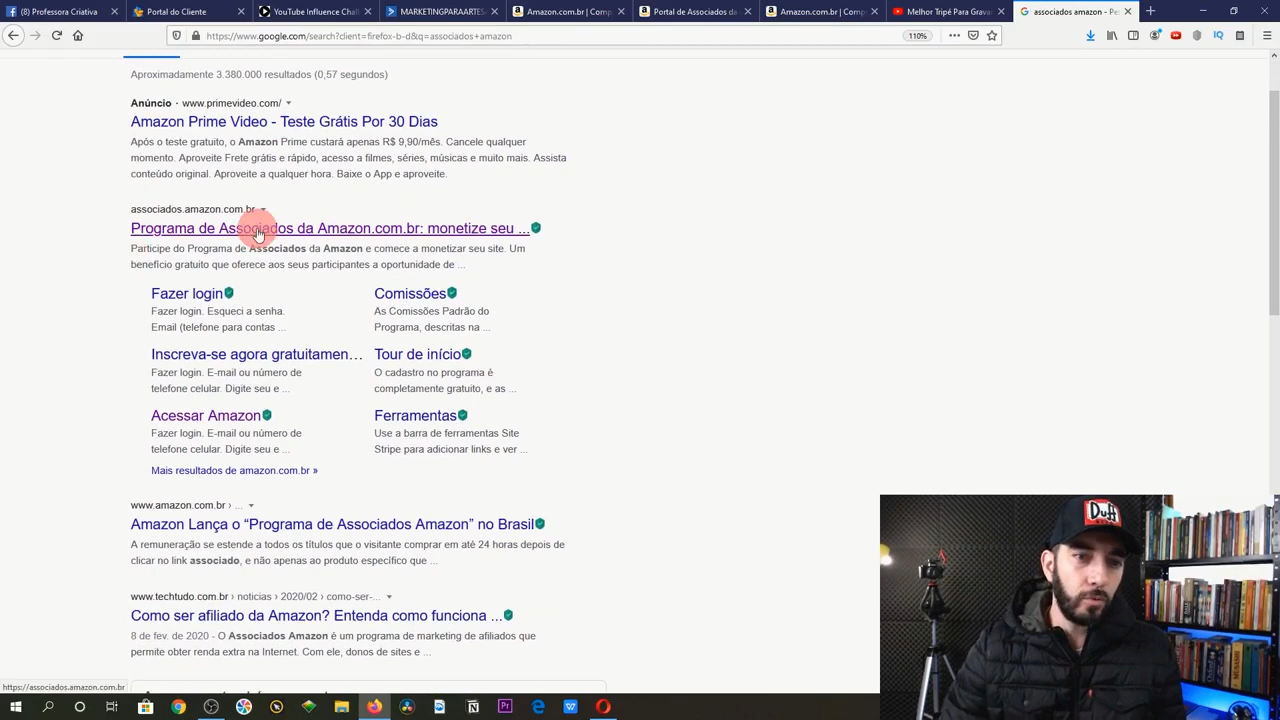 (6) Professora Criativa
Portal do Cliente
YouTube Influence Chall
MARKETINGPARAARTES
Amazon.com.br | Comp
Portal de Associados da
Amazon.com.br | Comp
Melhor Tripé Para Grava
associados amazon - Pe
https://www.google.com/search?client=firefox-b-d&q=associados+amazon
110%
Aproximadamente 3.380.000 resultados (0,57 segundos)
Anúncio · www.primevideo.com/
Amazon Prime Video - Teste Grátis Por 30 Dias
Após o teste gratuito, o Amazon Prime custará apenas R$ 9,90/mês. Cancele qualquer
momento. Aproveite Frete grátis e rápido, acesso a filmes, séries, músicas e muito mais. Assista
conteúdo original. Aproveite a qualquer hora. Baixe o App e aproveite.
associados.amazon.com.br
Programa de Associados da Amazon.com.br: monetize seu ...
Participe do Programa de Associados da Amazon e comece a monetizar seu site. Um
benefício gratuito que oferece aos seus participantes a oportunidade de ...
Fazer login
Fazer login. Esqueci a senha.
Email (telefone para contas ...
Comissões
As Comissões Padrão do
Programa, descritas na ...
Inscreva-se agora gratuitamen...
Fazer login. E-mail ou número de
telefone celular. Digite seu e ...
Tour de início
O cadastro no programa é
completamente gratuito, e as ...
Acessar Amazon
Fazer login. E-mail ou número de
telefone celular. Digite seu e ...
Ferramentas
Use a barra de ferramentas Site
Stripe para adicionar links e ver ...
Mais resultados de amazon.com.br »
www.amazon.com.br › ...
Amazon Lança o “Programa de Associados Amazon” no Brasil
A remuneração se estende a todos os títulos que o visitante comprar em até 24 horas depois de
clicar no link associado, e não apenas ao produto específico que ...
www.techtudo.com.br › noticias › 2020/02 › como-ser-...
Como ser afiliado da Amazon? Entenda como funciona ...
8 de fev. de 2020 - O Associados Amazon é um programa de marketing de afiliados que
permite obter renda extra na Internet. Com ele, donos de sites e ...
https://associados.amazon.com.br
Duff